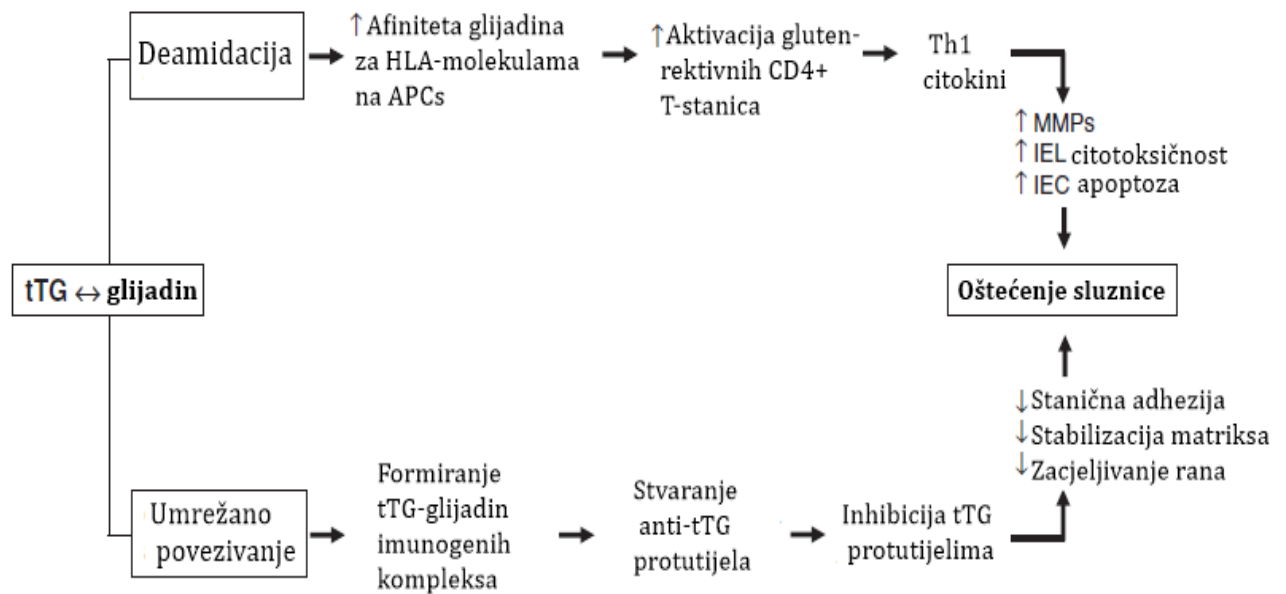 Deamidacija
↑ Afiniteta glijadina
za HLA-molekulama
na APCs
↑ Aktivacija gluten-
rektivnih CD4+
T-stanica
Th1
citokini
↑ MMPs
↑ IEL citotoksičnost
↑ IEC apoptoza
tTG ↔ glijadin
Oštećenje sluznice
↓ Stanična adhezija
↓ Stabilizacija matriksa
↓ Zacjeljivanje rana
Umrežano
povezivanje
Formiranje
tTG-glijadin
imunogenih
kompleksa
Stvaranje
anti-tTG
protutijela
Inhibicija tTG
protutijelima